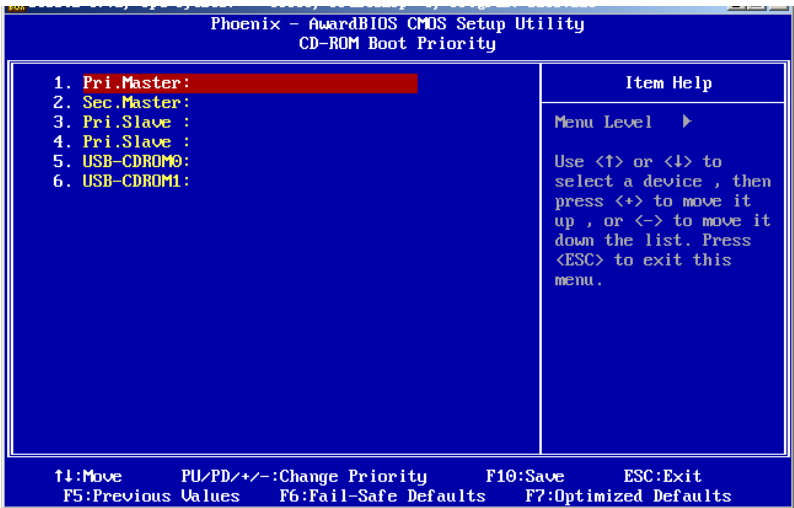 Phoenix - AwardBIOS CMOS Setup Utility
CD-ROM Boot Priority
1. Pri.Master:
2. Sec.Master:
3. Pri.Slave :
4. Pri.Slave :
5. USB-CDROM0:
6. USB-CDROM1:
Item Help
Menu Level ▶
Use <↑> or <↓> to
select a device , then
press <+> to move it
up , or <-> to move it
down the list. Press
<ESC> to exit this
menu.
↑↓:Move PU/PD/+/-:Change Priority F10:Save ESC:Exit
F5:Previous Values F6:Fail-Safe Defaults F7:Optimized Defaults